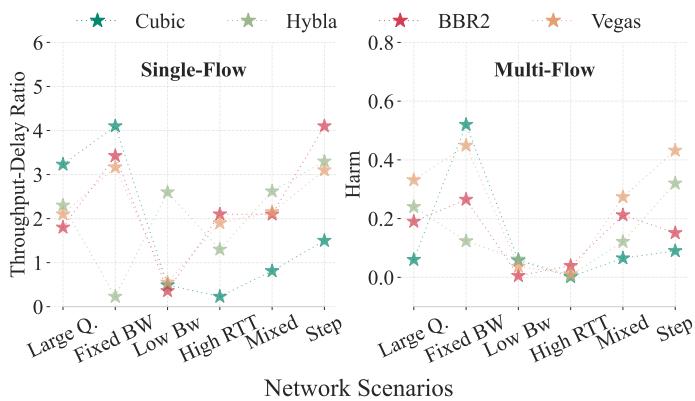 Cubic Hybla BBR2 Vegas
Single-Flow
Throughput-Delay Ratio
6
5
4
3
2
1
0
Large Q. Fixed BW Low Bw High RTT Mixed Step
Multi-Flow
Harm
0.8
0.6
0.4
0.2
0.0
Large Q. Fixed BW Low Bw High RTT Mixed Step
Network Scenarios